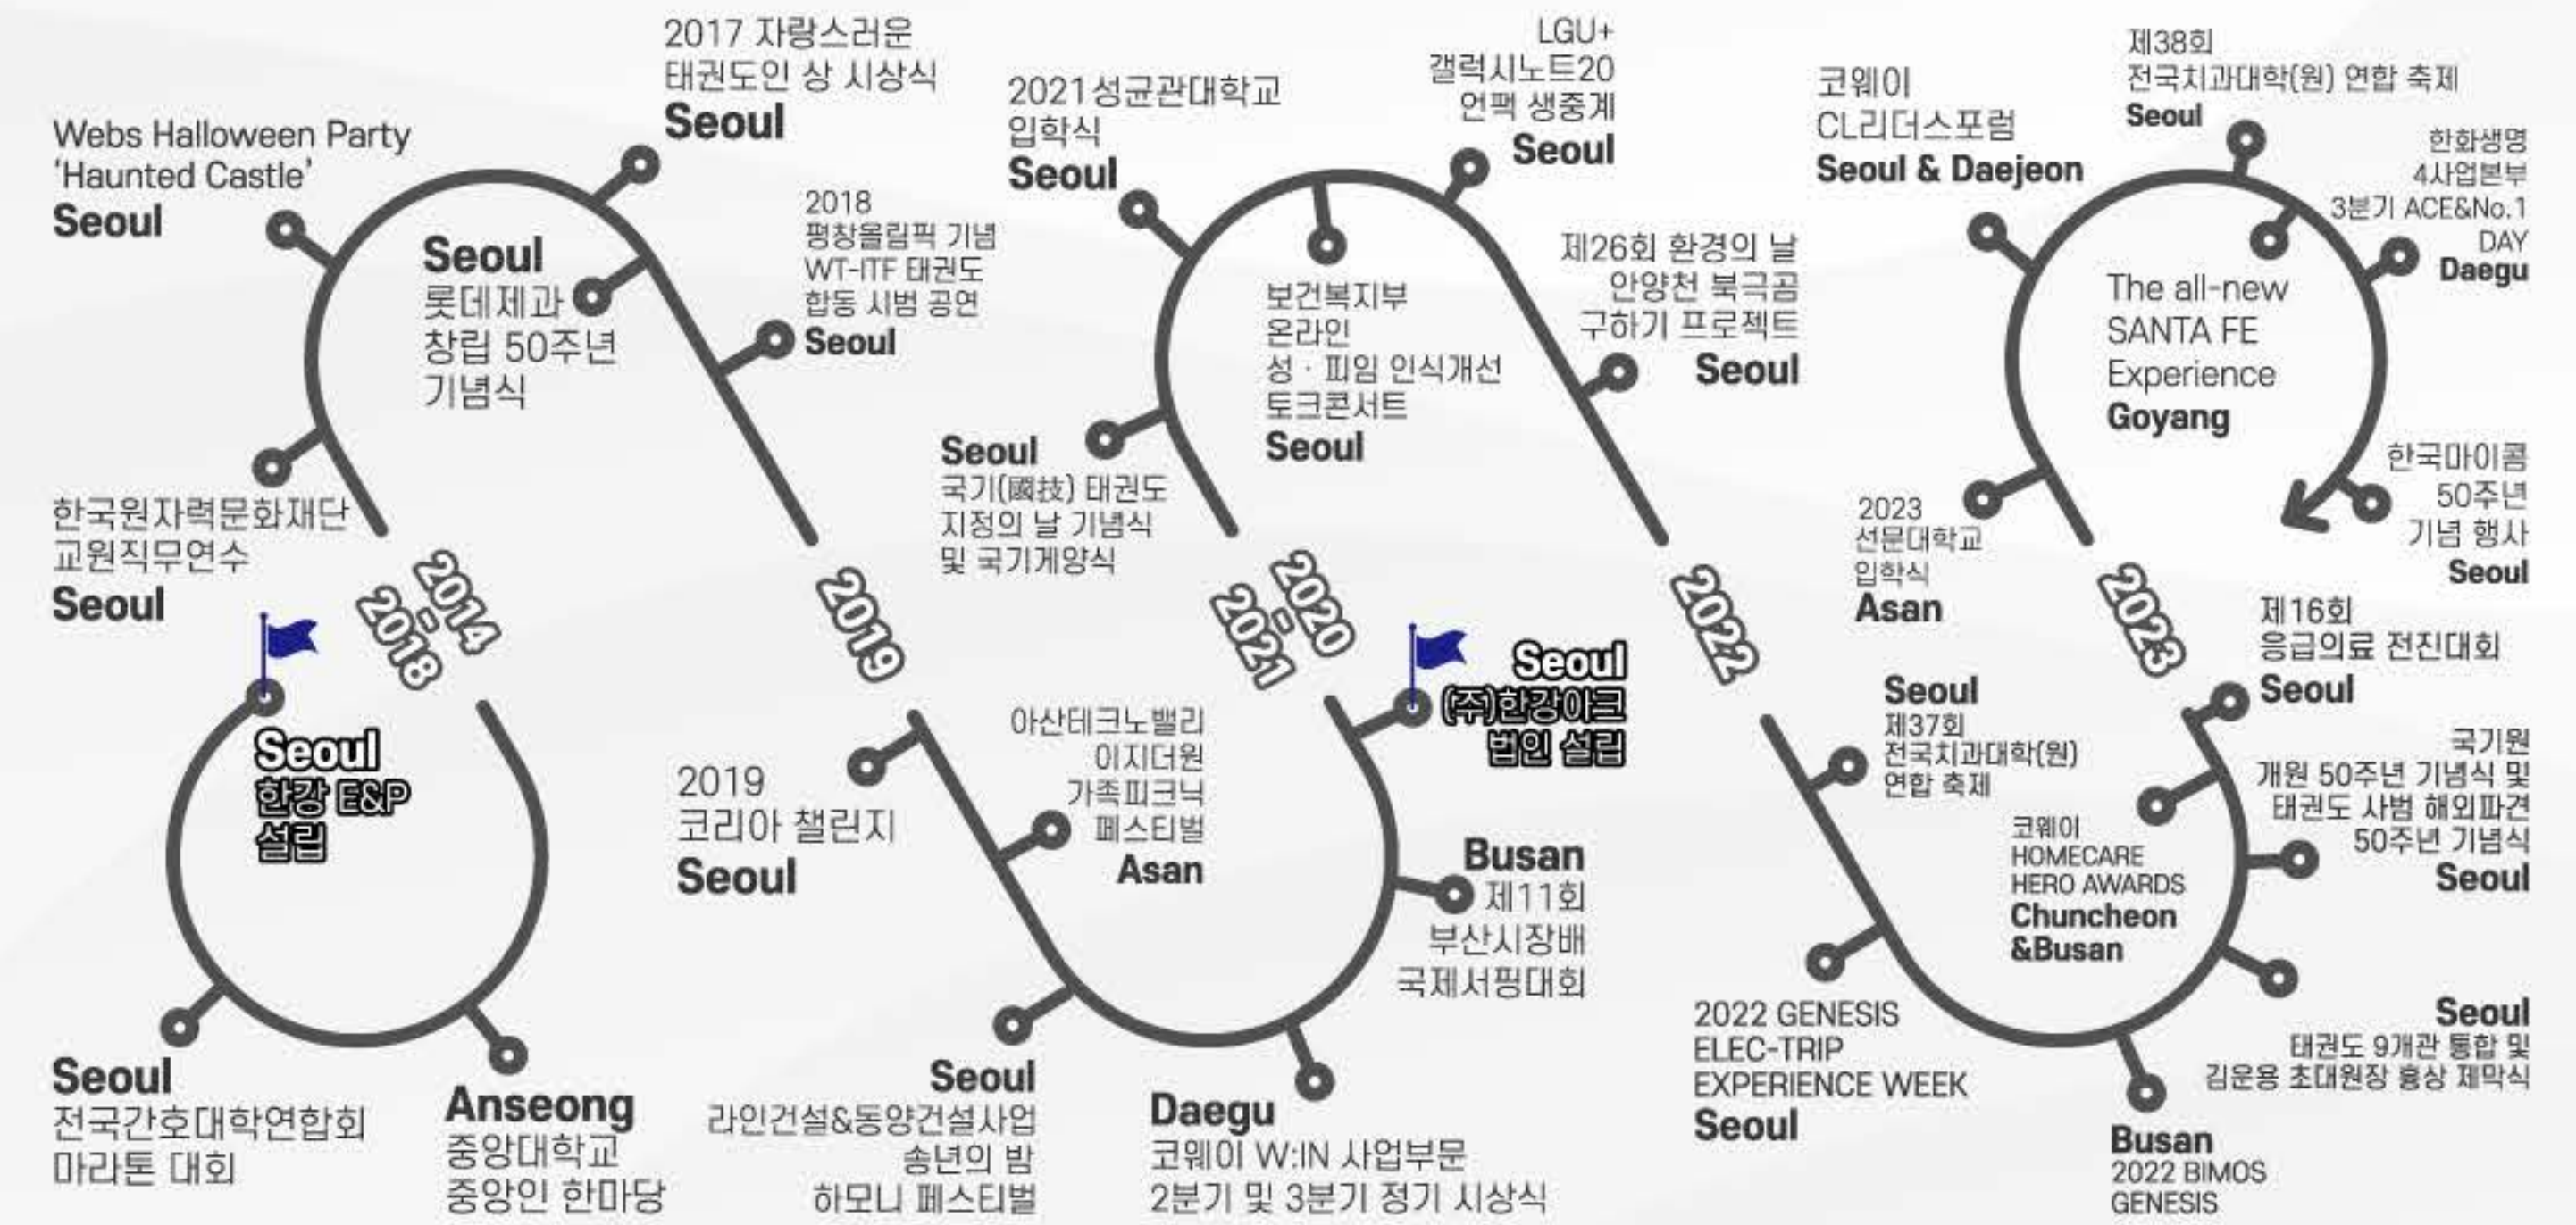 Seoul
한강 E&P
설립
Seoul
전국간호대학연합회
마라톤 대회
Anseong
중앙대학교
중앙인 한마당
2014
-
2018
한국원자력문화재단
교원직무연수
Seoul
Webs Halloween Party
‘Haunted Castle’
Seoul
2017 자랑스러운
태권도인 상 시상식
Seoul
Seoul
롯데제과
창립 50주년
기념식
2018
평창올림픽 기념
WT-ITF 태권도
합동 시범 공연
Seoul
2019
2019
코리아 챌린지
Seoul
아산테크노밸리
이지더원
가족피크닉
페스티벌
Asan
Seoul
라인건설&동양건설사업
송년의 밤
하모니 페스티벌
Daegu
코웨이 W:IN 사업부문
2분기 및 3분기 정기 시상식
Busan
제11회
부산시장배
국제서핑대회
Seoul
(주)한강아크
법인 설립
2020
-
2021
Seoul
국기(國技) 태권도
지정의 날 기념식
및 국기게양식
2021성균관대학교
입학식
Seoul
보건복지부
온라인
성 · 피임 인식개선
토크콘서트
Seoul
LGU+
갤럭시노트20
언팩 생중계
Seoul
제26회 환경의 날
안양천 북극곰
구하기 프로젝트
Seoul
2022
Seoul
제37회
전국치과대학(원)
연합 축제
2022 GENESIS
ELEC-TRIP
EXPERIENCE WEEK
Seoul
코웨이
HOMECARE
HERO AWARDS
Chuncheon
&Busan
Busan
2022 BIMOS
GENESIS
Seoul
태권도 9개관 통합 및
김운용 초대원장 흉상 제막식
국기원
개원 50주년 기념식 및
태권도 사범 해외파견
50주년 기념식
Seoul
제16회
응급의료 전진대회
Seoul
2023
2023
선문대학교
입학식
Asan
코웨이
CL리더스포럼
Seoul & Daejeon
제38회
전국치과대학(원) 연합 축제
Seoul
The all-new
SANTA FE
Experience
Goyang
한화생명
4사업본부
3분기 ACE&No.1
DAY
Daegu
한국마이콤
50주년
기념 행사
Seoul